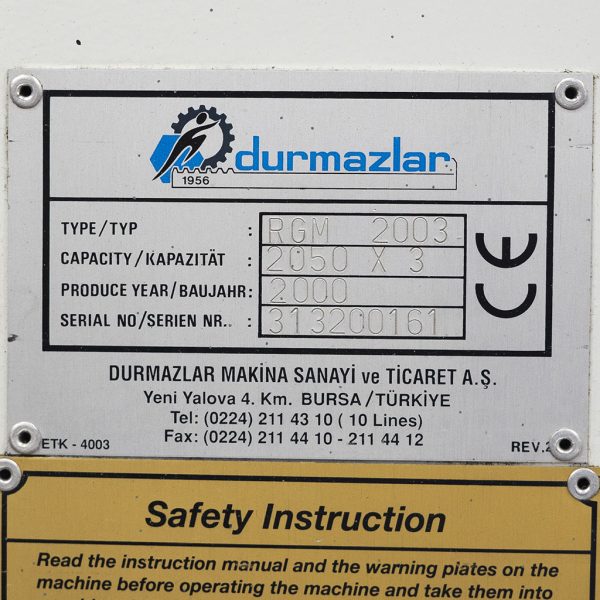 durmazlar
1956
TYPE/TYP : RGM 2003
CAPACITY/KAPAZITÄT : 2050 X 3
PRODUCE YEAR/BAUJAHR: 2000
SERIAL NO/SERIEN NR.. : 313200161
CE
DURMAZLAR MAKİNA SANAYİ ve TİCARET A.Ş.
Yeni Yalova 4. Km. BURSA/TÜRKİYE
Tel: (0224) 211 43 10 ( 10 Lines)
Fax: (0224) 211 44 10 - 211 44 12
ETK - 4003
REV.2
Safety Instruction
Read the instruction manual and the warning plates on the
machine before operating the machine and take them into